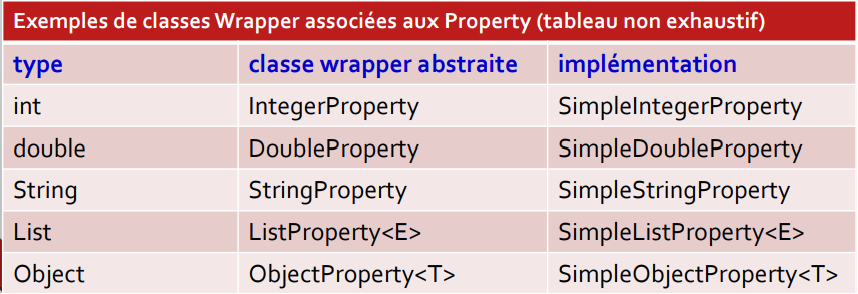 Exemples de classes Wrapper associées aux Property (tableau non exhaustif)
type classe wrapper abstraite implémentation
int IntegerProperty SimpleIntegerProperty
double DoubleProperty SimpleDoubleProperty
String StringProperty SimpleStringProperty
List ListProperty<E> SimpleListProperty<E>
Object ObjectProperty<T> SimpleObjectProperty<T>